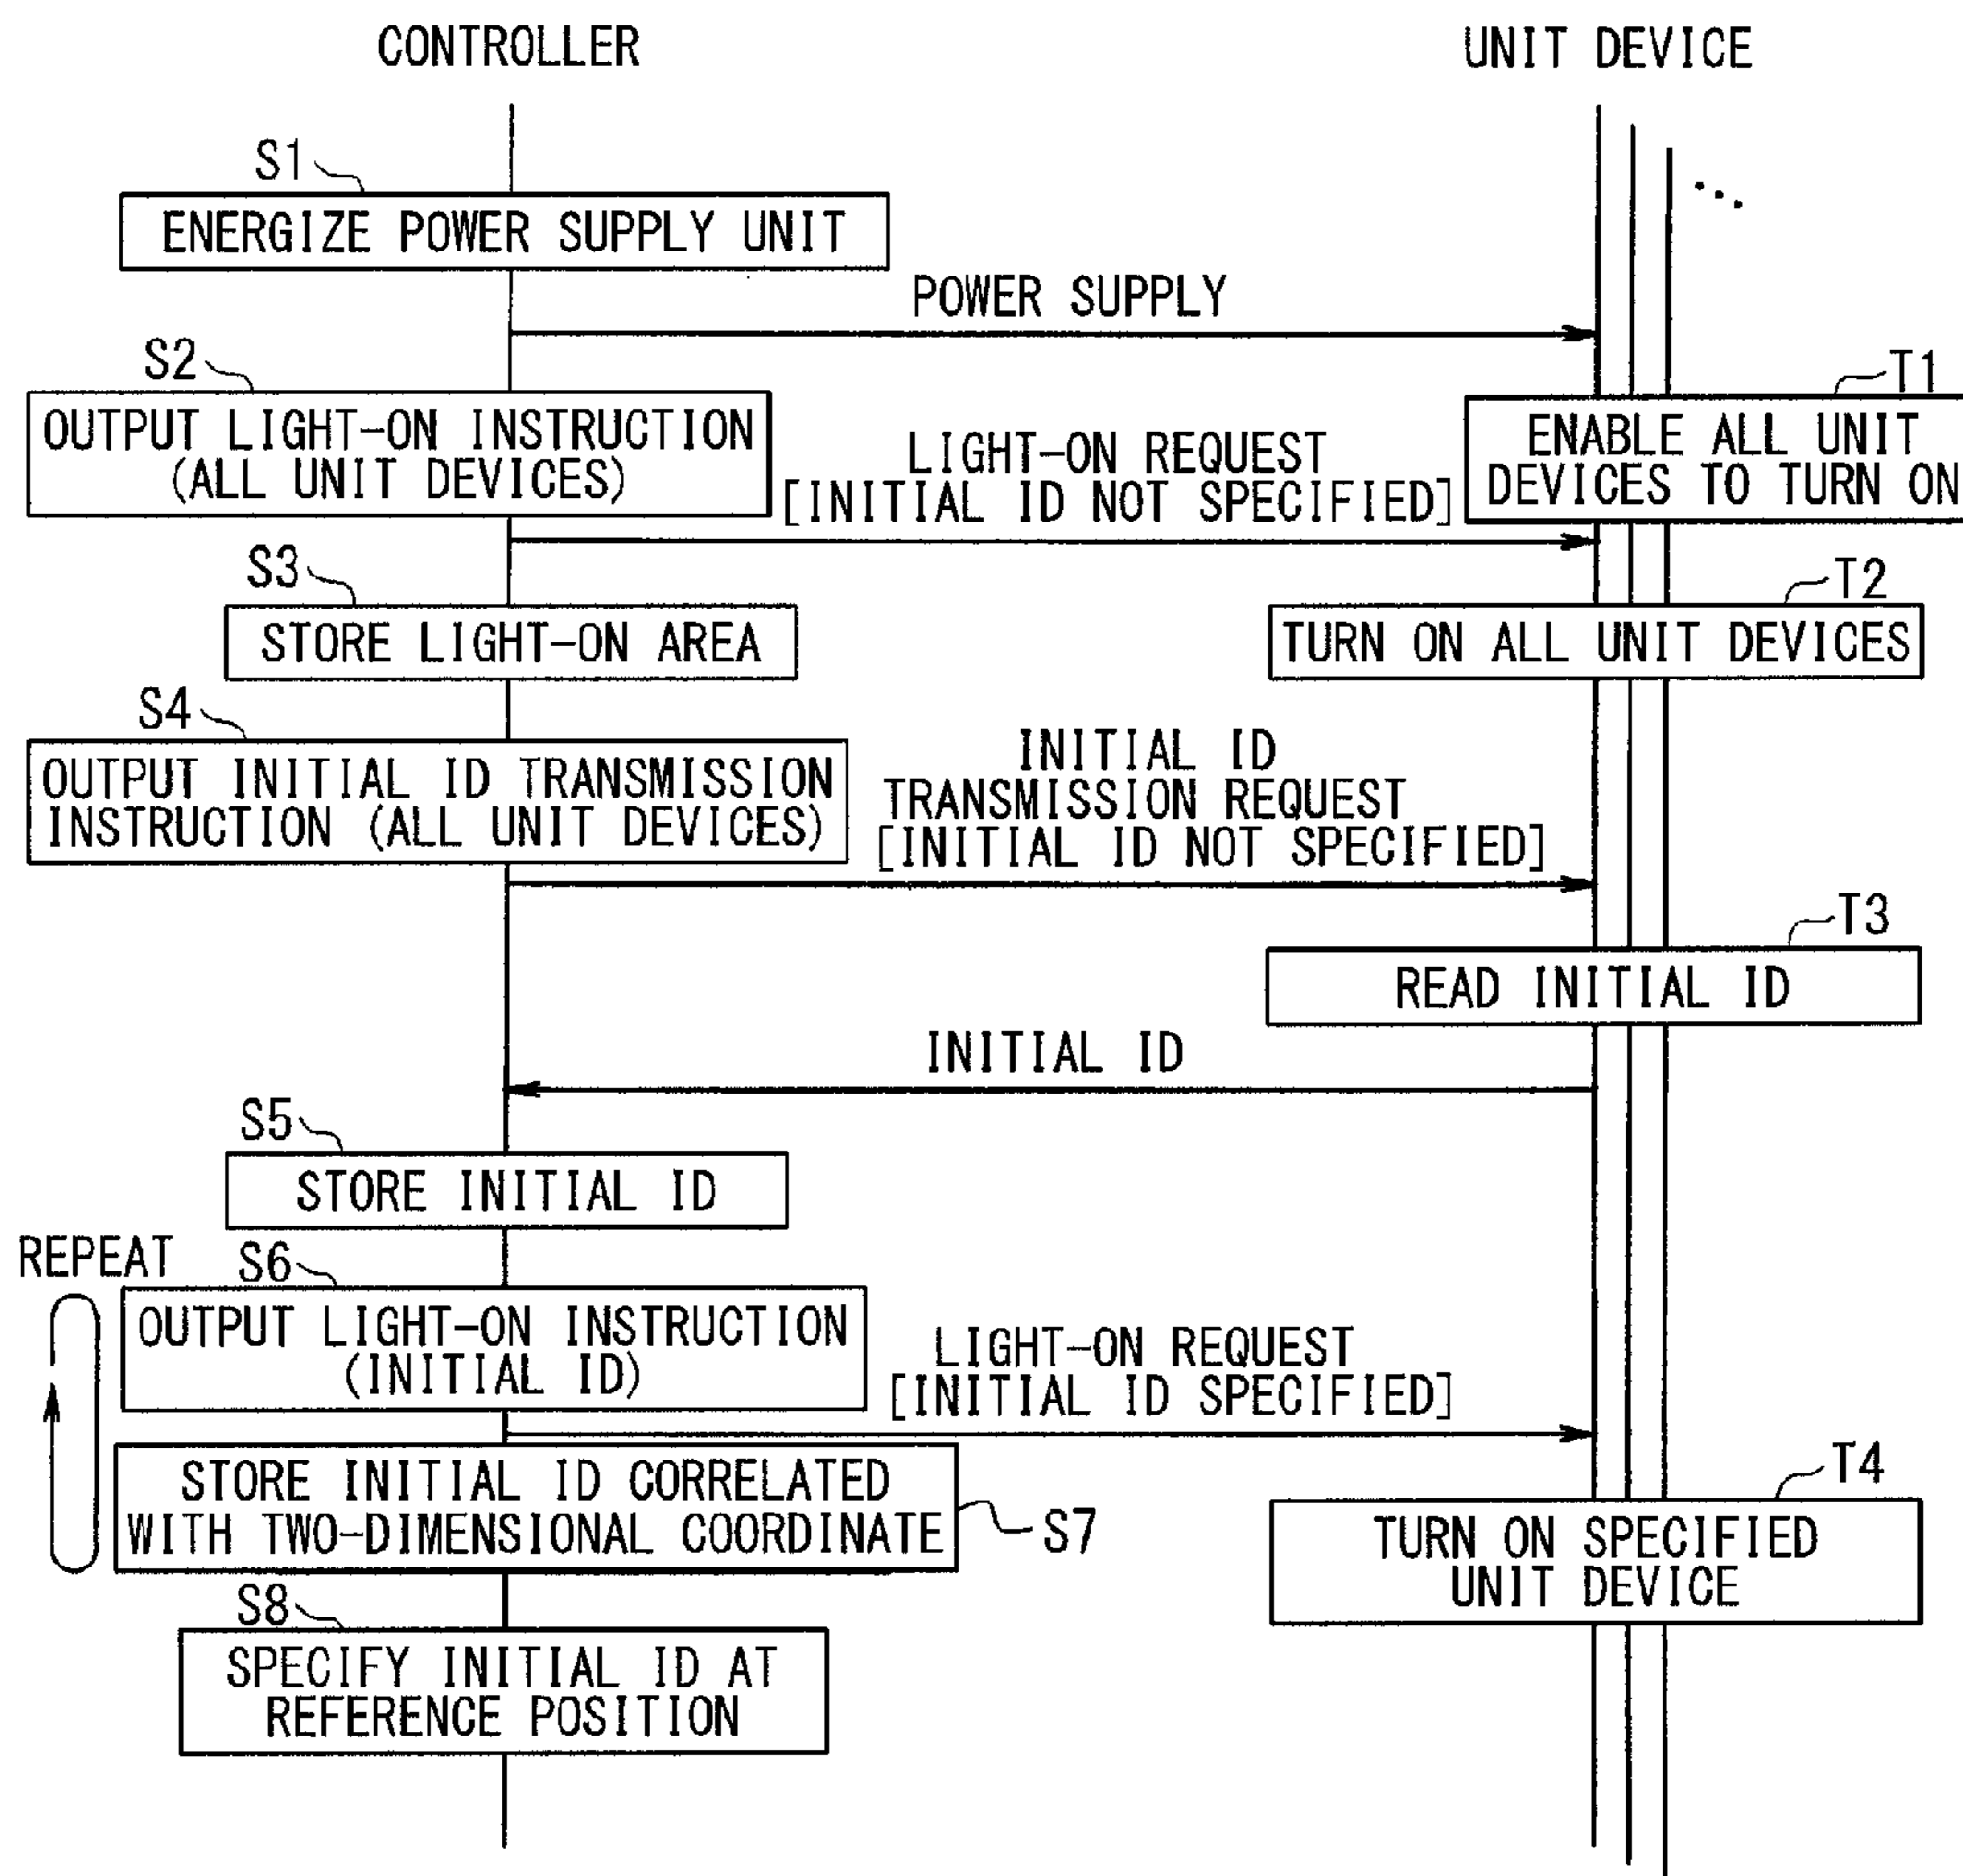 CONTROLLER
UNIT DEVICE
S1
ENERGIZE POWER SUPPLY UNIT
POWER SUPPLY
S2
T1
OUTPUT LIGHT-ON INSTRUCTION
(ALL UNIT DEVICES)
LIGHT-ON REQUEST
[INITIAL ID NOT SPECIFIED]
ENABLE ALL UNIT
DEVICES TO TURN ON
S3
T2
STORE LIGHT-ON AREA
TURN ON ALL UNIT DEVICES
S4
OUTPUT INITIAL ID TRANSMISSION
INSTRUCTION (ALL UNIT DEVICES)
INITIAL ID
TRANSMISSION REQUEST
[INITIAL ID NOT SPECIFIED]
T3
READ INITIAL ID
INITIAL ID
S5
STORE INITIAL ID
REPEAT
S6
OUTPUT LIGHT-ON INSTRUCTION
(INITIAL ID)
LIGHT-ON REQUEST
[INITIAL ID SPECIFIED]
STORE INITIAL ID CORRELATED
WITH TWO-DIMENSIONAL COORDINATE
S7
T4
TURN ON SPECIFIED
UNIT DEVICE
S8
SPECIFY INITIAL ID AT
REFERENCE POSITION